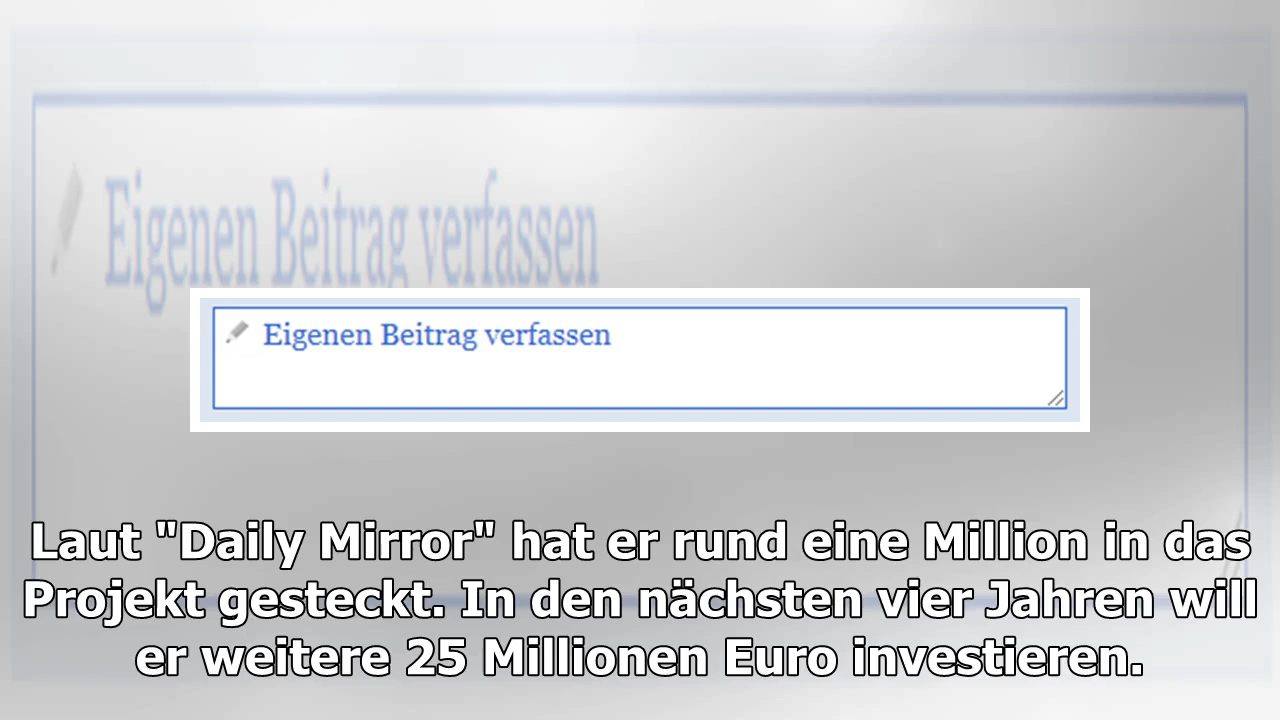 Eigenen Beitrag verfassen
Eigenen Beitrag verfassen
Laut "Daily Mirror" hat er rund eine Million in das
Projekt gesteckt. In den nächsten vier Jahren will
er weitere 25 Millionen Euro investieren.